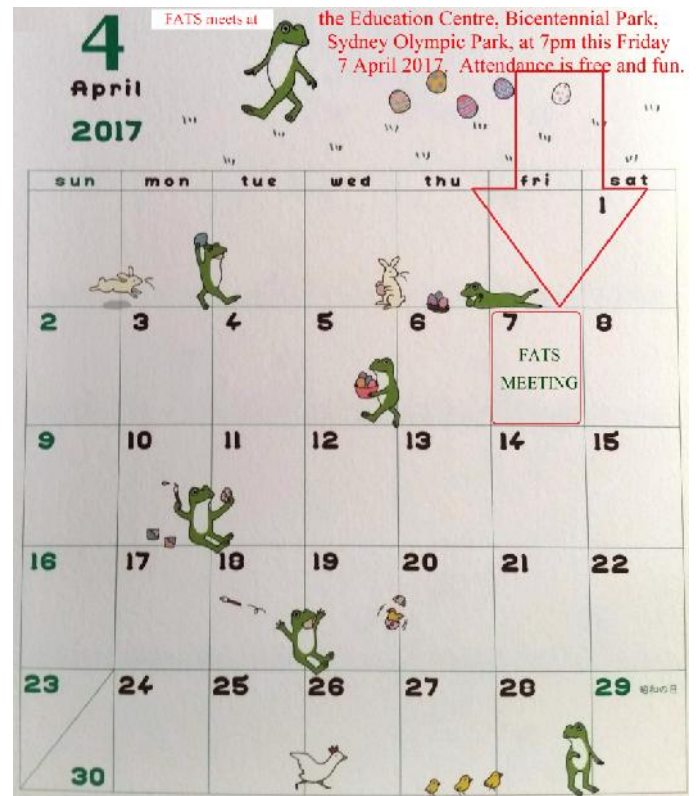 FATS meets at
the Education Centre, Bicentennial Park,
Sydney Olympic Park, at 7pm this Friday
7 April 2017. Attendance is free and fun.
4
April
2017
sun mon tue wed thu fri sat
1
2 3 4 5 6 7 8
FATS
MEETING
9 10 11 12 13 14 15
16 17 18 19 20 21 22
23 24 25 26 27 28 29 昭和の日
30